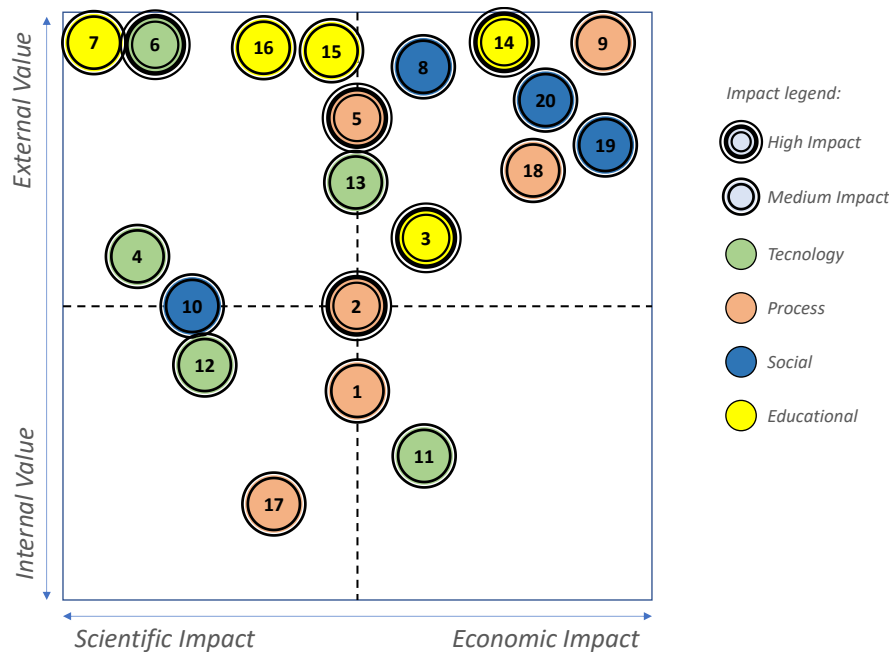 External Value
Internal Value
7
6
16
15
8
14
9
5
20
19
13
18
3
4
10
2
12
1
11
17
Scientific Impact
Economic Impact
Impact legend:
High Impact
Medium Impact
Tecnology
Process
Social
Educational